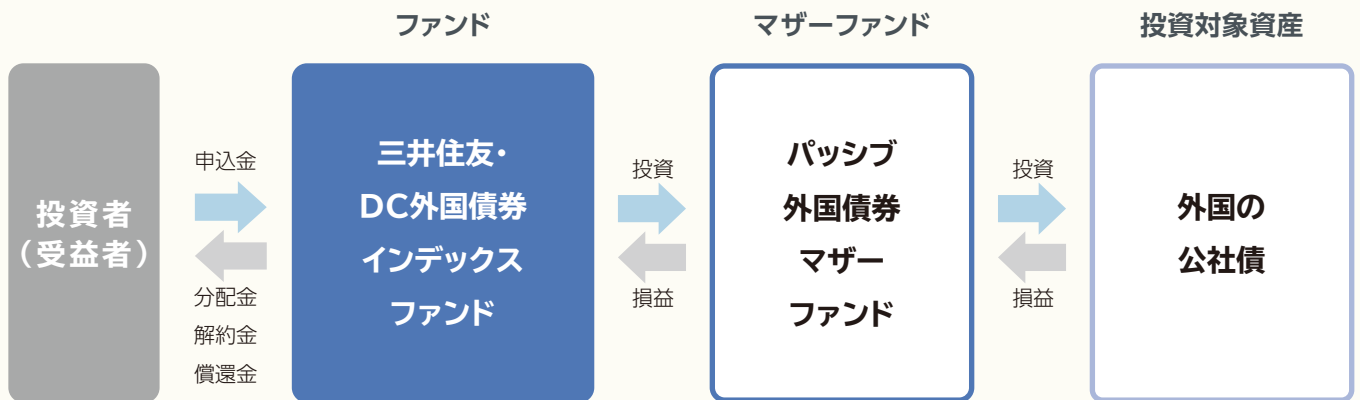 ファンド
マザーファンド
投資対象資産
投資者
（受益者）
申込金
分配金
解約金
償還金
三井住友・
DC外国債券
インデックス
ファンド
投資
損益
パッシブ
外国債券
マザー
ファンド
投資
損益
外国の
公社債